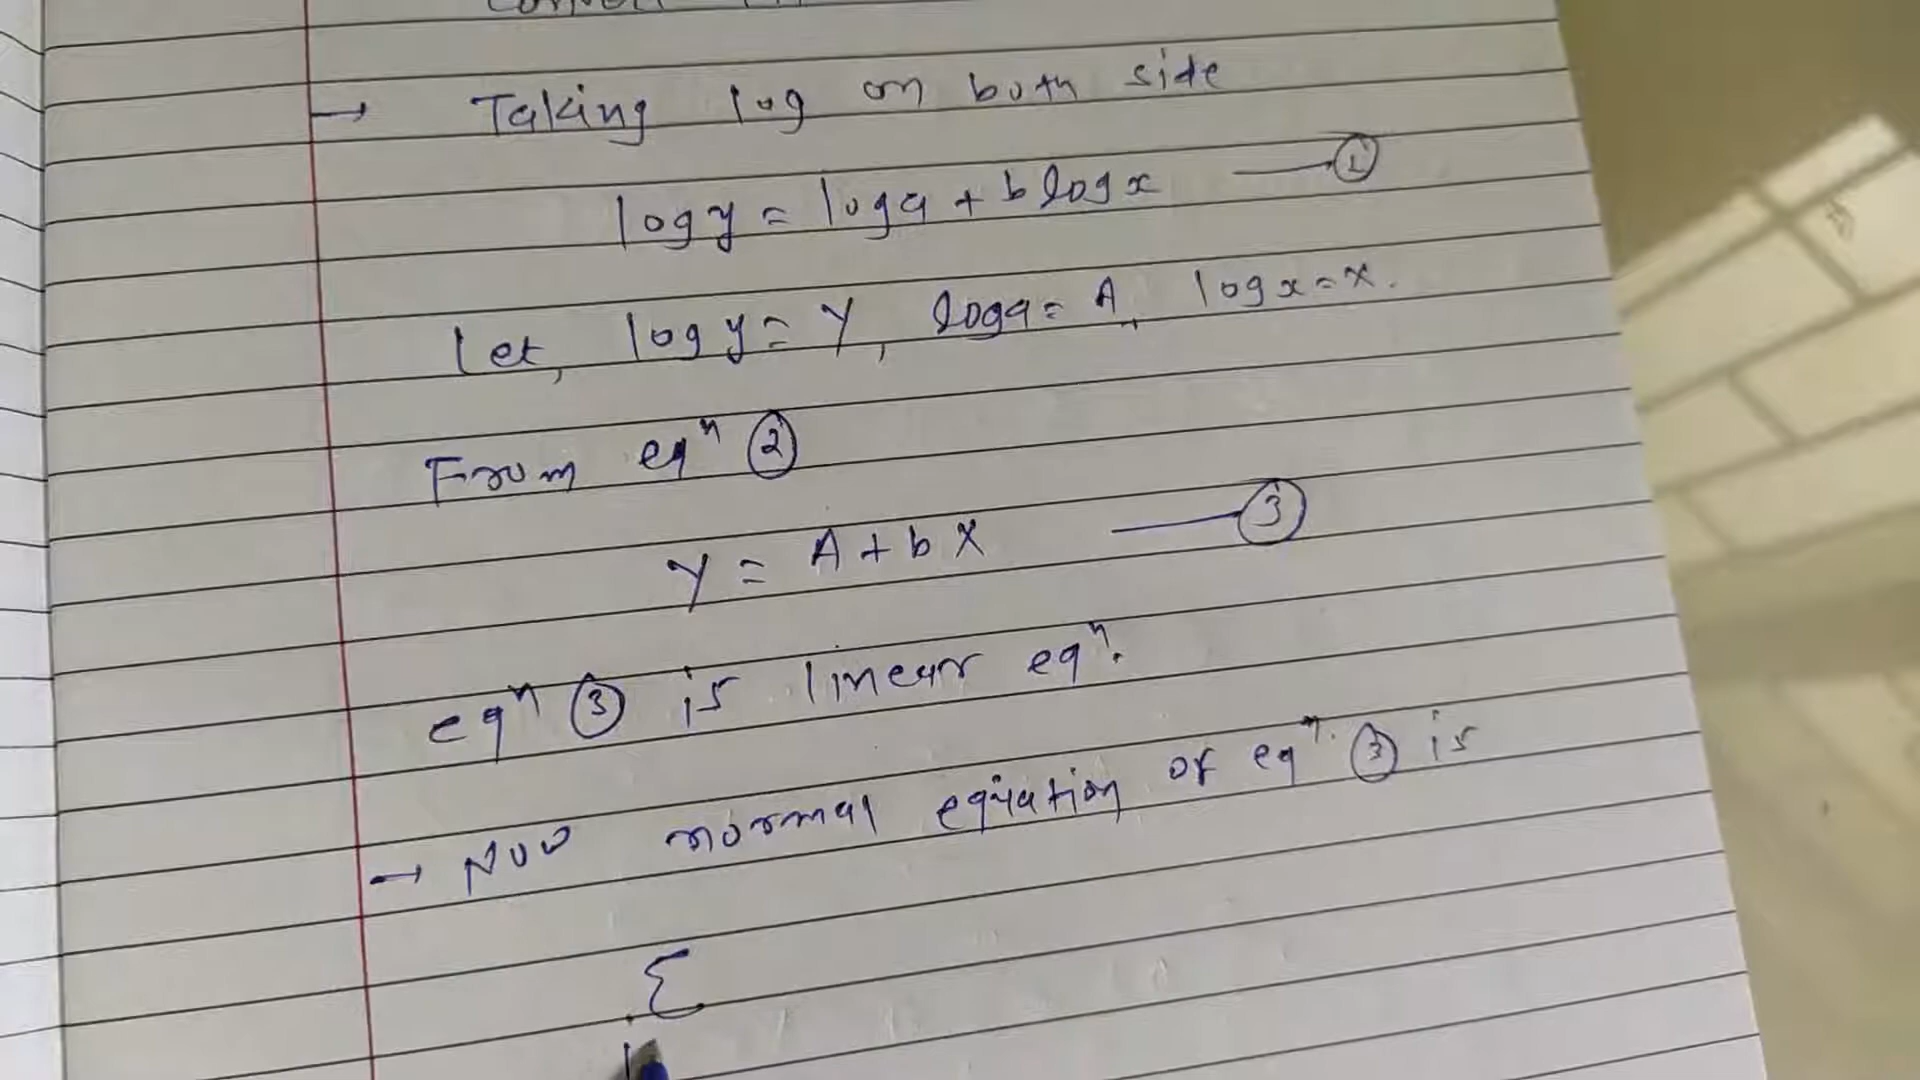 → Taking log on both side
log y = log a + b log x —①
Let, log y = Y, log a = A, log x = X.
From eqⁿ ②
Y = A + b X —③
eqⁿ ③ is linear eqⁿ.
→ Now normal equation of eqⁿ. ③ is
Σ